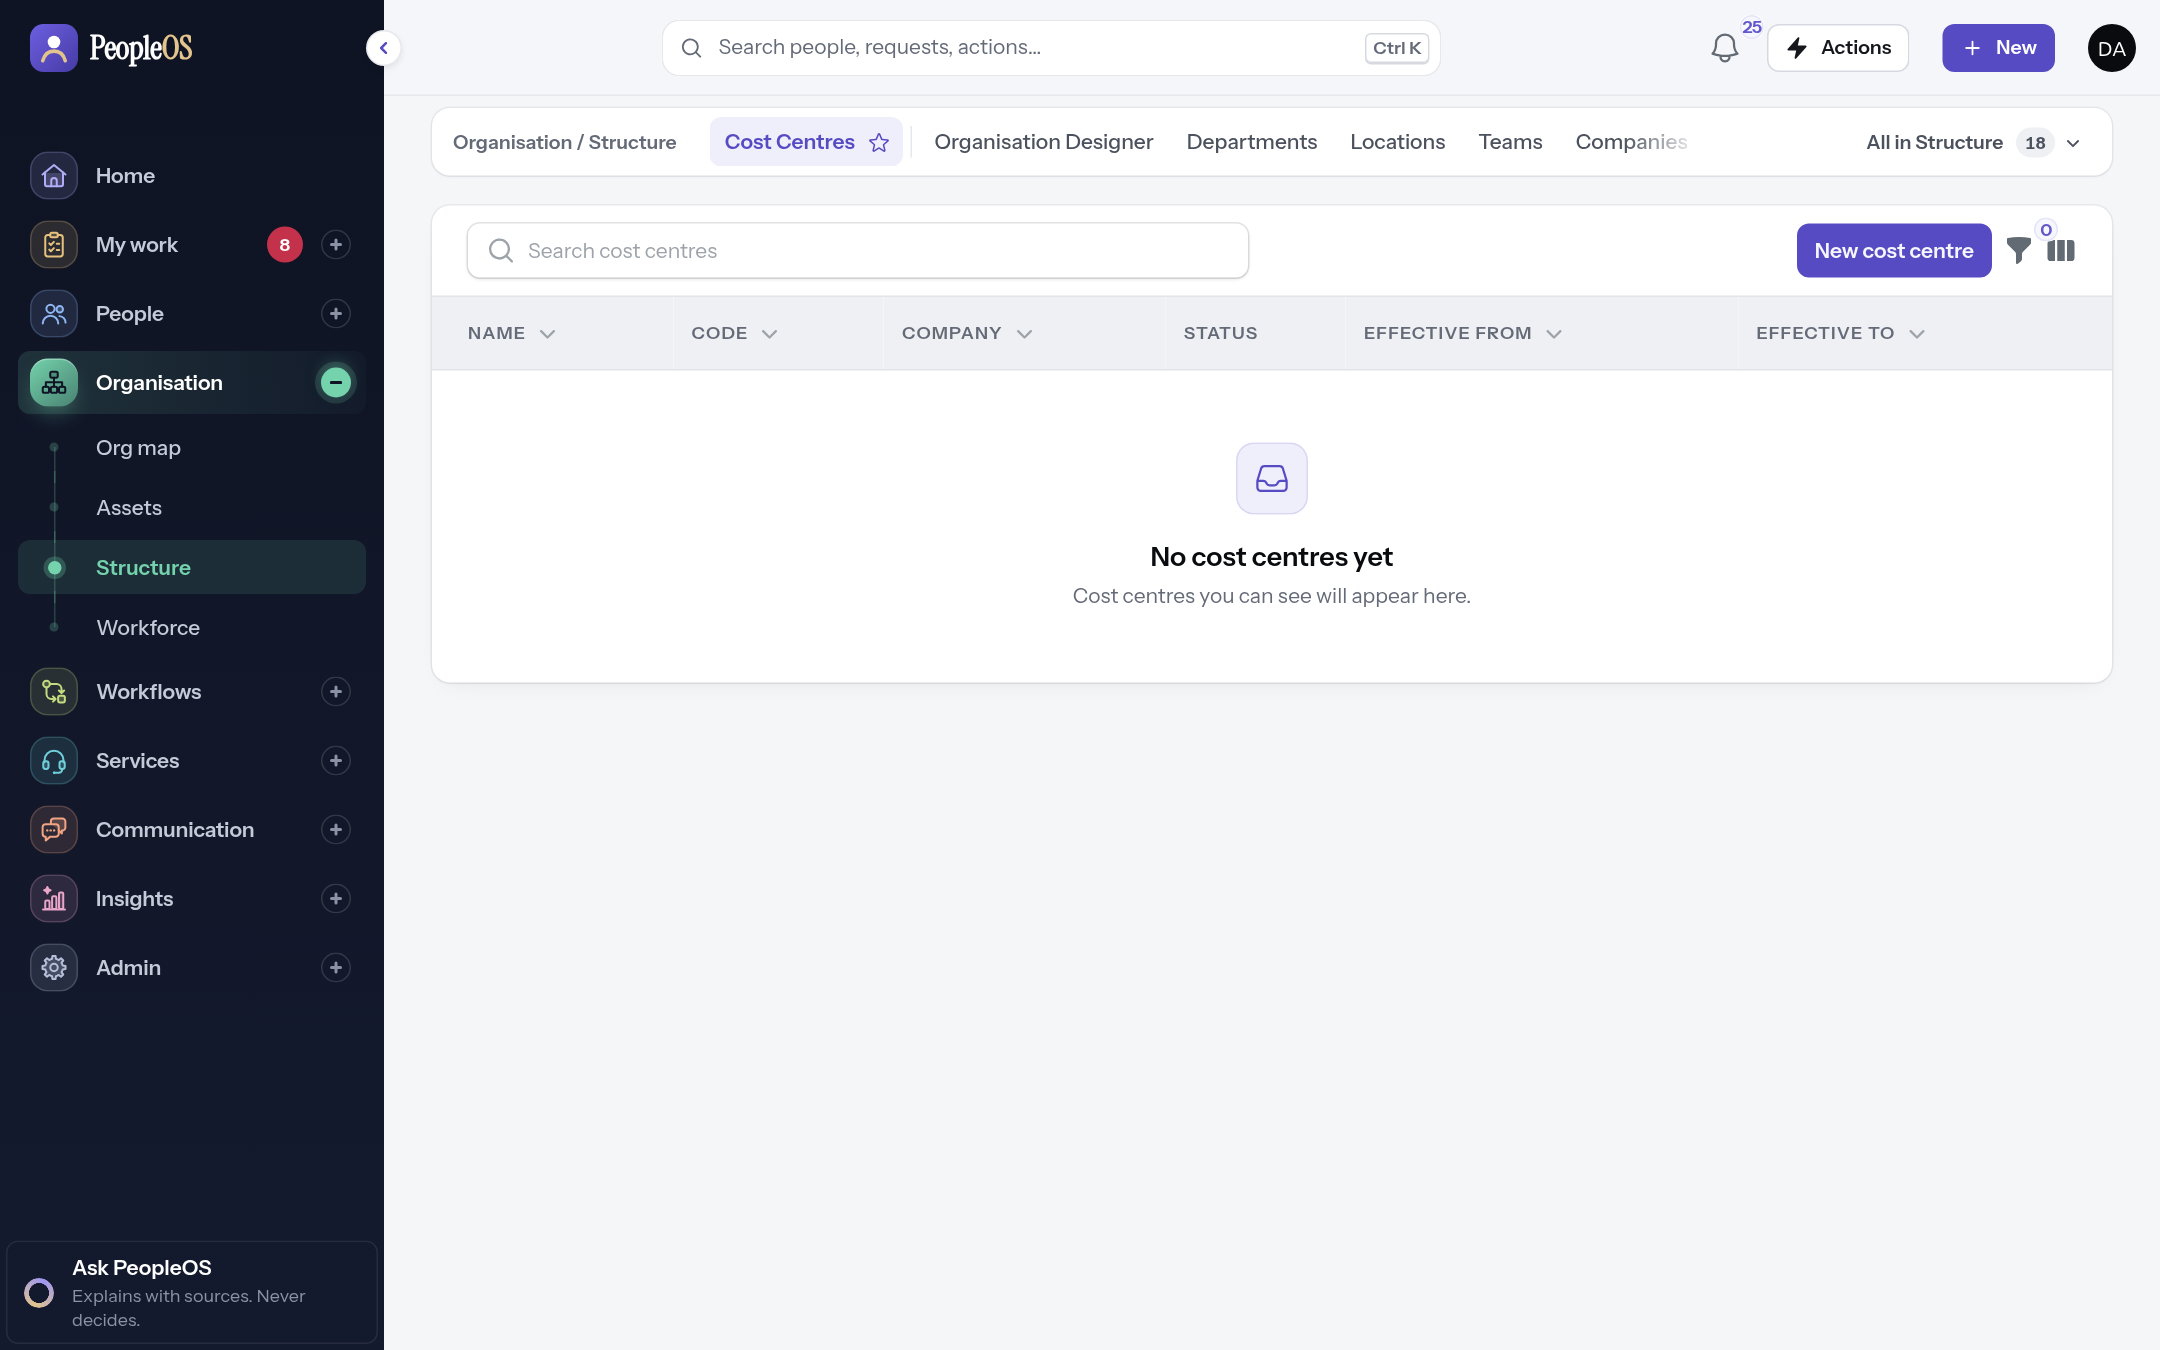 PeopleOS
Search people, requests, actions...
Ctrl K
25
Actions
New
DA
Home
My work
8
People
Organisation
Org map
Assets
Structure
Workforce
Workflows
Services
Communication
Insights
Admin
Ask PeopleOS
Explains with sources. Never
decides.
Organisation / Structure
Cost Centres
Organisation Designer
Departments
Locations
Teams
Companies
All in Structure
18
Search cost centres
New cost centre
0
NAME
CODE
COMPANY
STATUS
EFFECTIVE FROM
EFFECTIVE TO
No cost centres yet
Cost centres you can see will appear here.